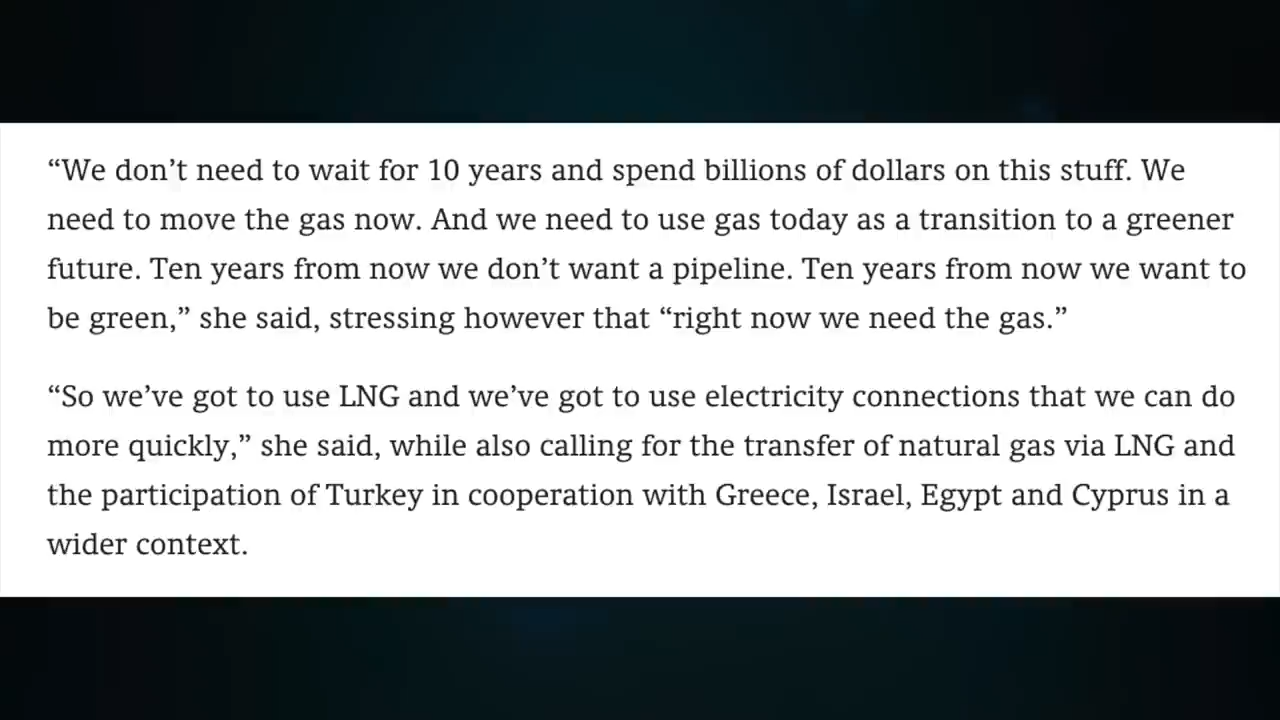 “We don’t need to wait for 10 years and spend billions of dollars on this stuff. We
need to move the gas now. And we need to use gas today as a transition to a greener
future. Ten years from now we don’t want a pipeline. Ten years from now we want to
be green,” she said, stressing however that “right now we need the gas.”
“So we’ve got to use LNG and we’ve got to use electricity connections that we can do
more quickly,” she said, while also calling for the transfer of natural gas via LNG and
the participation of Turkey in cooperation with Greece, Israel, Egypt and Cyprus in a
wider context.